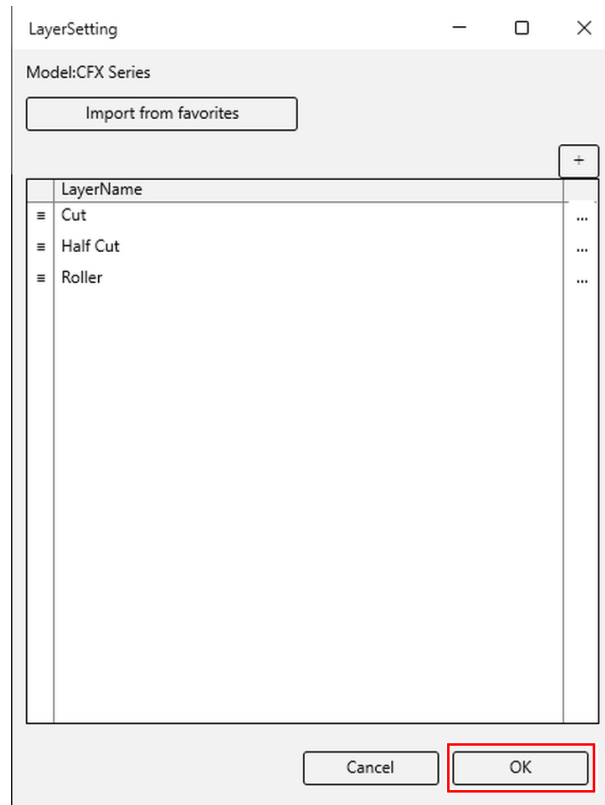 LayerSetting
Model:CFX Series
Import from favorites
+
LayerName
≡ Cut ...
≡ Half Cut ...
≡ Roller ...
Cancel OK